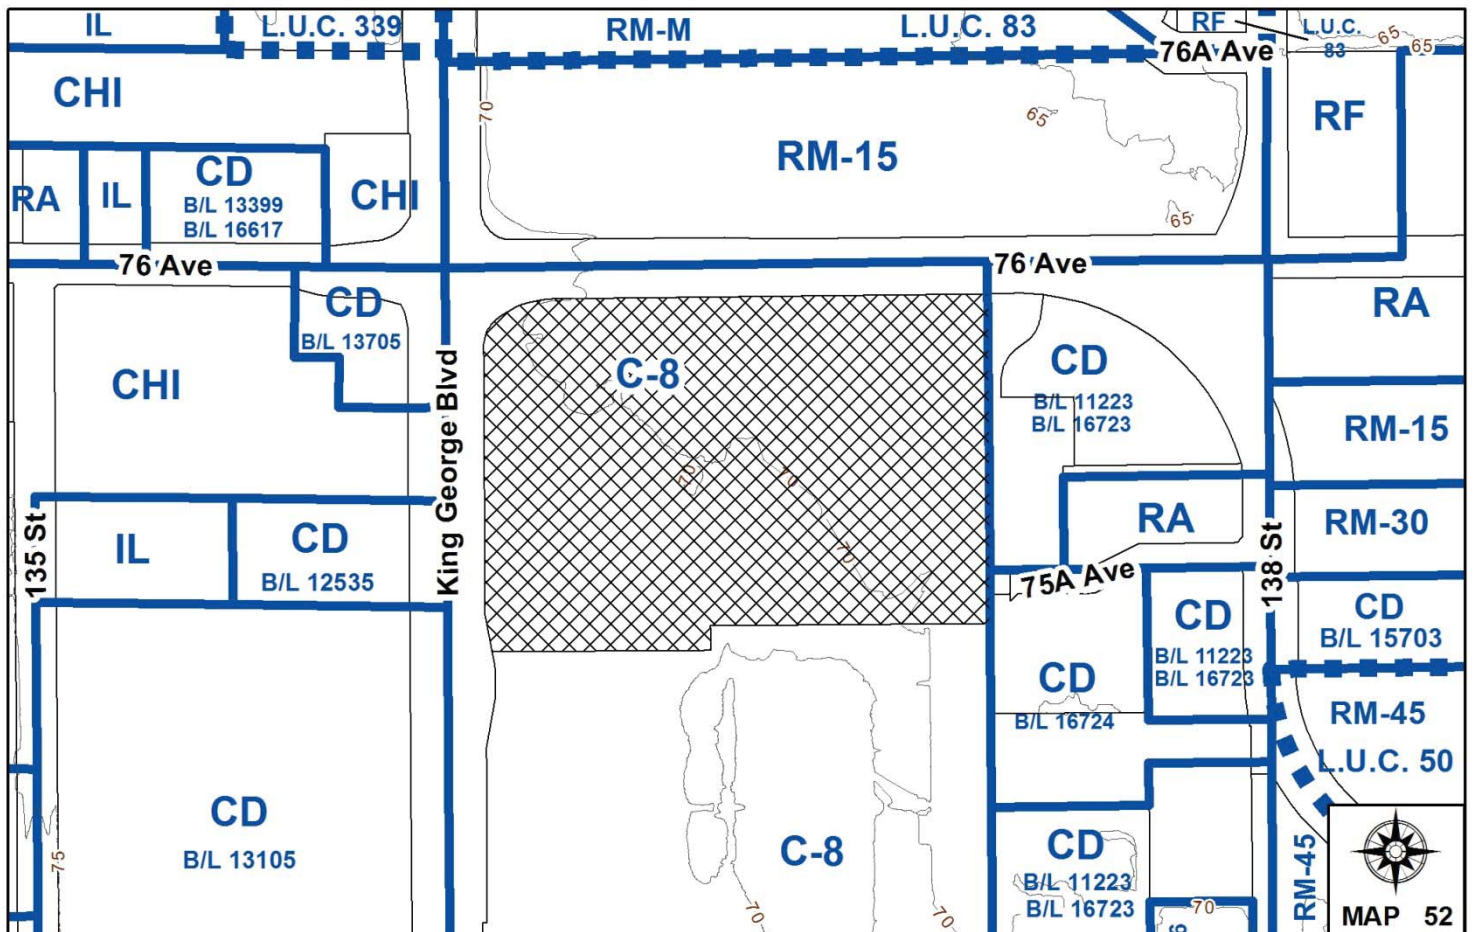 IL
L.U.C. 339
RM-M
L.U.C. 83
RF
L.U.C.
83
65
65
76A Ave
CHI
70
65
RM-15
RF
RA
IL
CD
B/L 13399
B/L 16617
CHI
65
76 Ave
76 Ave
CD
B/L 13705
C-8
CD
B/L 11223
B/L 16723
RA
CHI
King George Blvd
RM-15
70
70
70
RA
RM-30
135 St
IL
CD
B/L 12535
75A Ave
138 St
CD
B/L 11223
B/L 16723
CD
B/L 15703
CD
B/L 16724
RM-45
L.U.C. 50
CD
B/L 13105
75
C-8
70
70
CD
B/L 11223
B/L 16723
70
RM-45
MAP 52